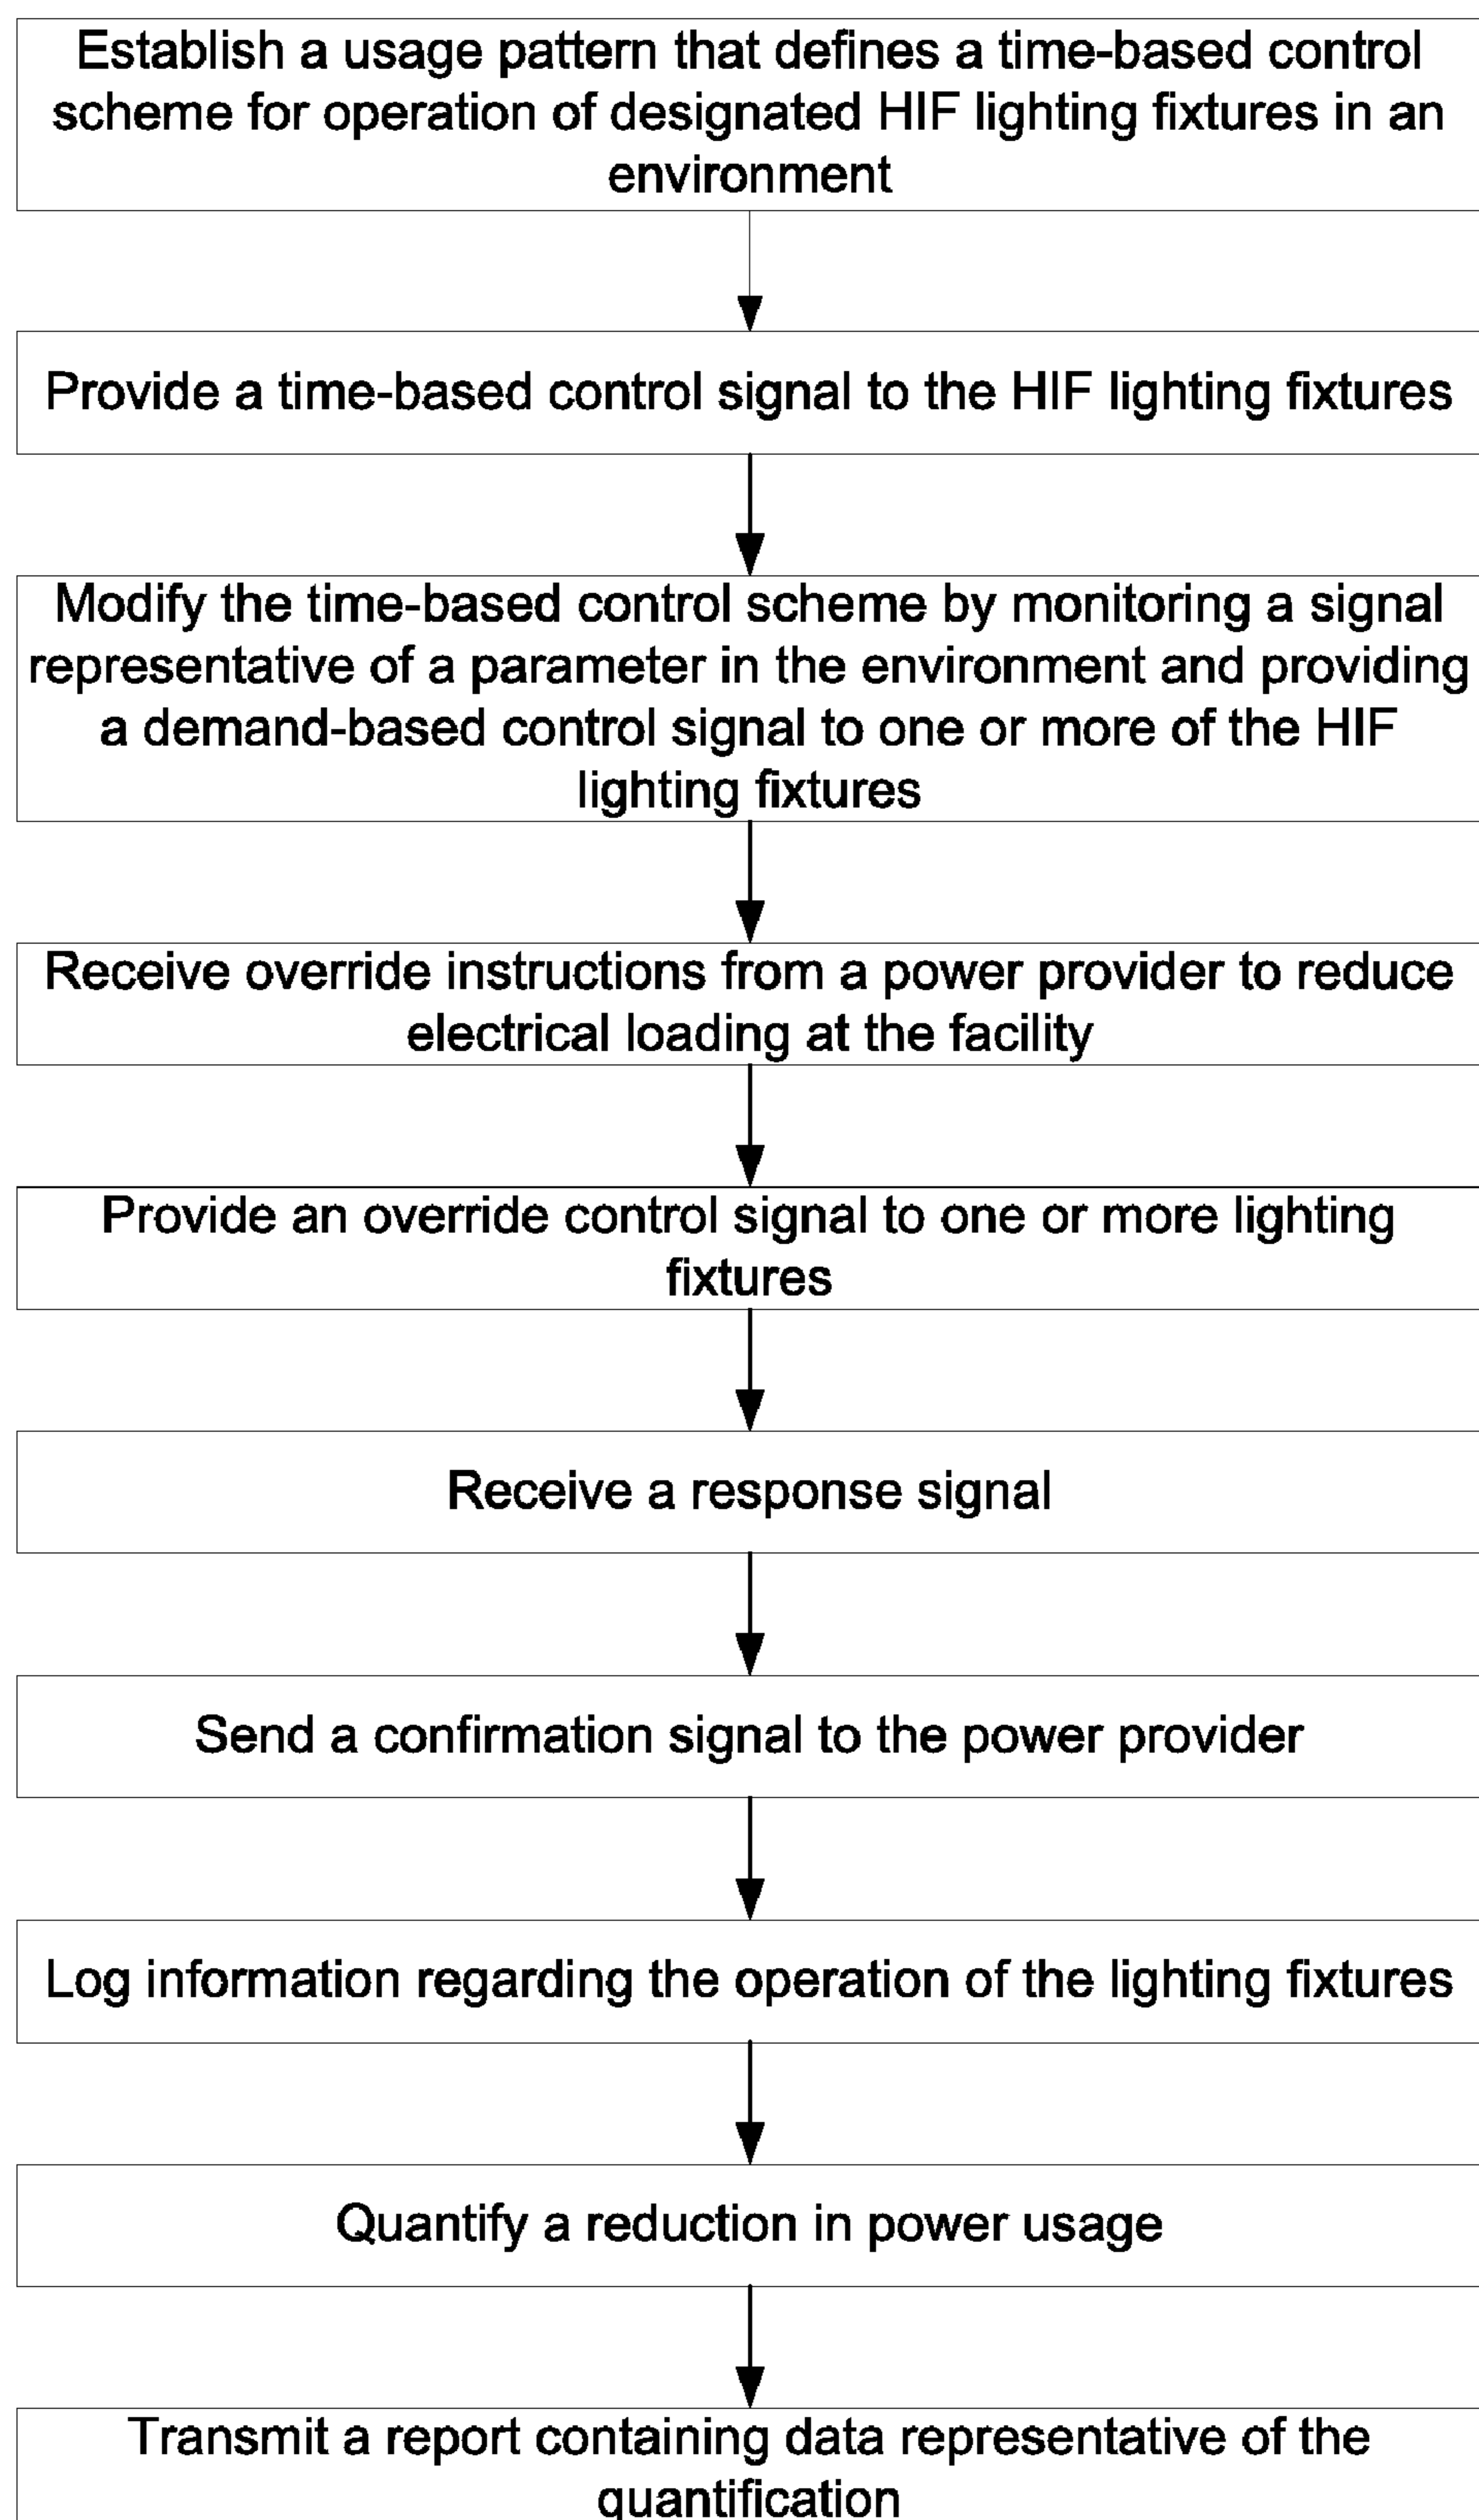 Establish a usage pattern that defines a time-based control
scheme for operation of designated HIF lighting fixtures in an
environment
Provide a time-based control signal to the HIF lighting fixtures
Modify the time-based control scheme by monitoring a signal
representative of a parameter in the environment and providing
a demand-based control signal to one or more of the HIF
lighting fixtures
Receive override instructions from a power provider to reduce
electrical loading at the facility
Provide an override control signal to one or more lighting
fixtures
Receive a response signal
Send a confirmation signal to the power provider
Log information regarding the operation of the lighting fixtures
Quantify a reduction in power usage
Transmit a report containing data representative of the
quantification